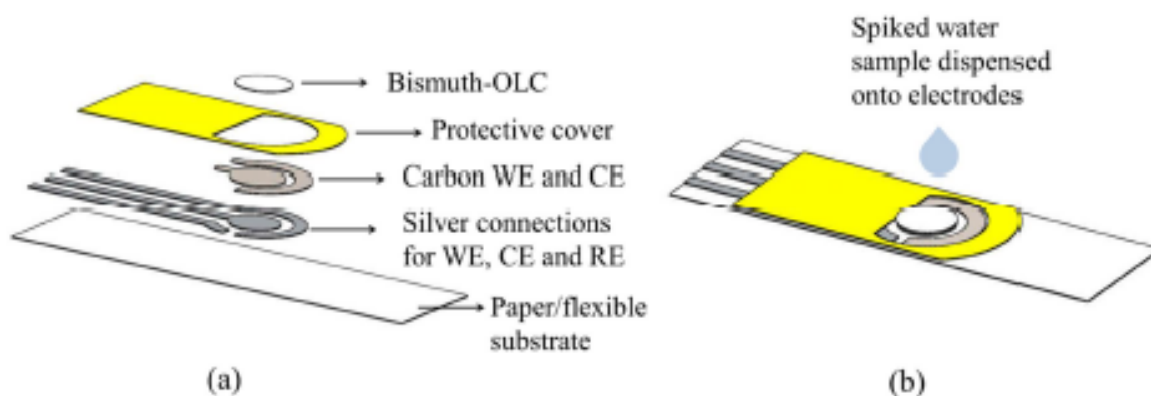 Bismuth-OLC
Protective cover
Carbon WE and CE
Silver connections
for WE, CE and RE
Paper/flexible
substrate
(a)
Spiked water
sample dispensed
onto electrodes
(b)